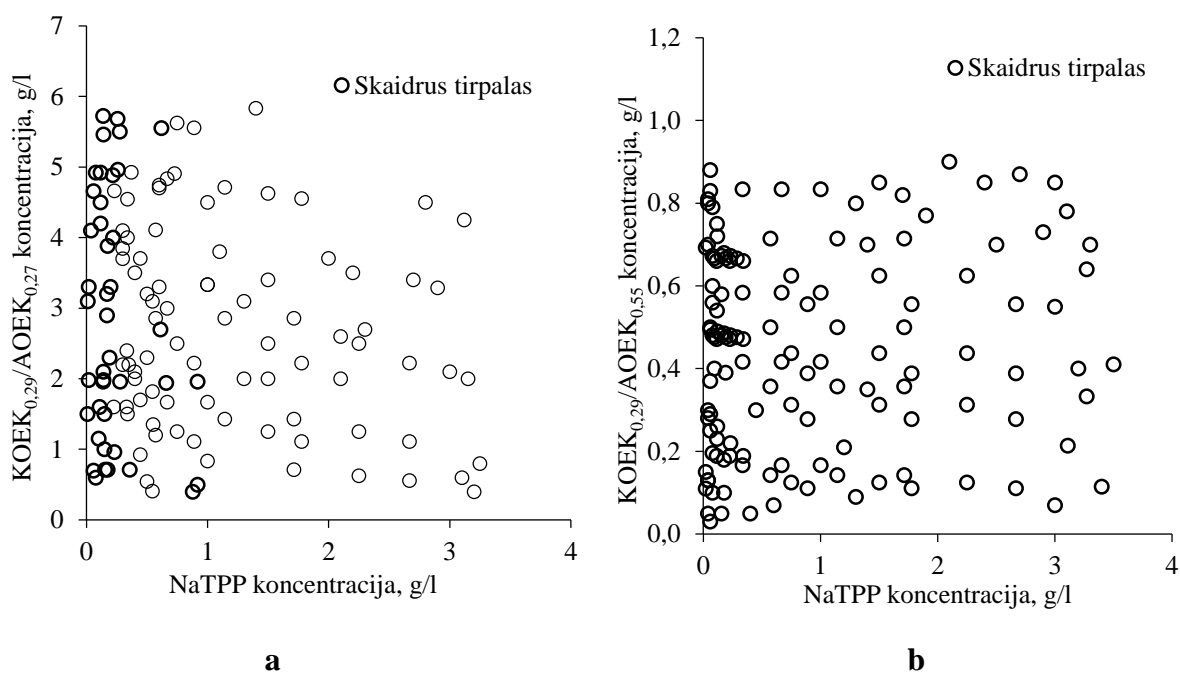 KOEK0,29/AOEK0,27 koncentracija, g/l
7
6
5
4
3
2
1
0
Skaidrus tirpalas
0 1 2 3 4
NaTPP koncentracija, g/l
a
KOEK0,29/AOEK0,55 koncentracija, g/l
1,2
1,0
0,8
0,6
0,4
0,2
0,0
Skaidrus tirpalas
0 1 2 3 4
NaTPP koncentracija, g/l
b